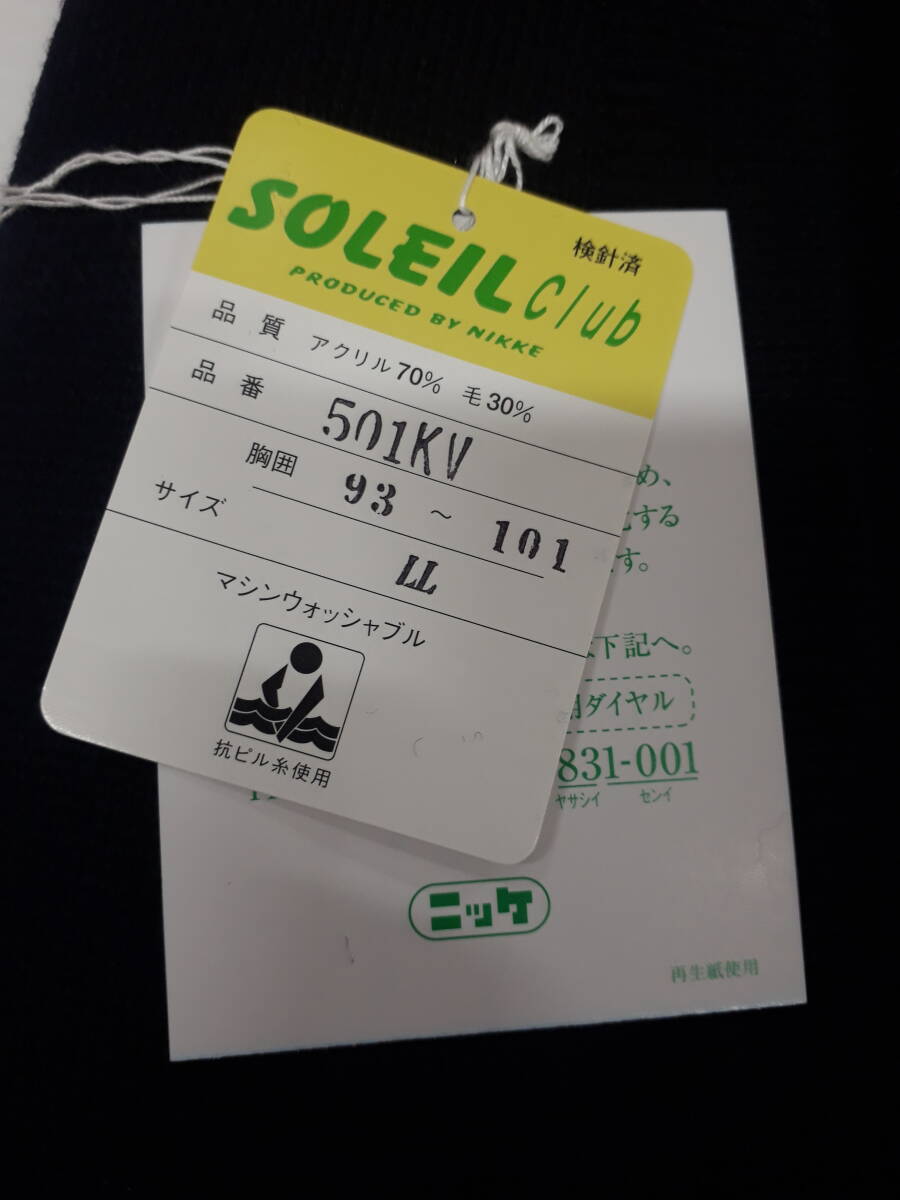 SOLEIL Club
検針済
PRODUCED BY NIKKE
品質 アクリル70% 毛30%
品番 501KV
胸囲 93 ~ 101
サイズ LL
マシンウォッシャブル
抗ピル糸使用
め、
する
す。
下記へ。
用ダイヤル
831-001
ヤサシイ センイ
ニッケ
再生紙使用